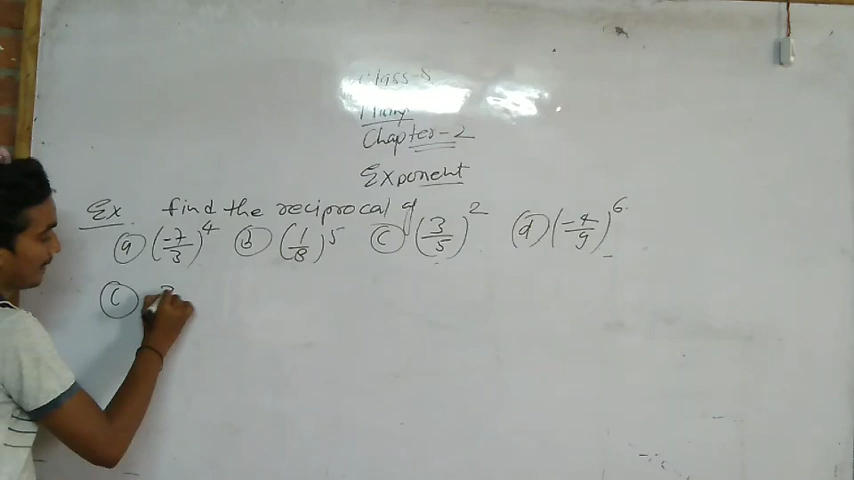 Class-8
Chapter-2
Exponent
Ex. find the reciprocal of
(a) (-7/3)^4 (b) (1/8)^5 (c) (3/5)^2 (d) (-4/9)^6
(c) 3